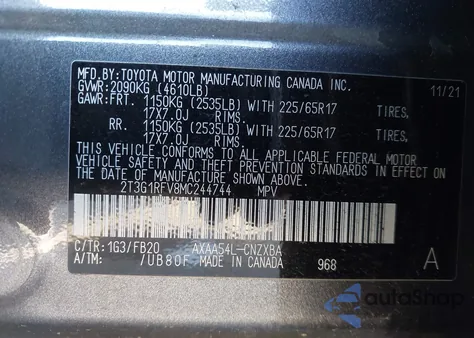 MFD.BY:TOYOTA MOTOR MANUFACTURING CANADA INC. 11/21
GVWR:2090KG (4610LB)
GAWR:FRT. 1150KG (2535LB) WITH 225/65R17 TIRES,
17X7.0J RIMS.
RR. 1150KG (2535LB) WITH 225/65R17 TIRES,
17X7.0J RIMS.
THIS VEHICLE CONFORMS TO ALL APPLICABLE FEDERAL MOTOR
VEHICLE SAFETY AND THEFT PREVENTION STANDARDS IN EFFECT ON
THE DATE OF MANUFACTURE SHOWN ABOVE.
2T3G1RFV8MC244744 MPV
C/TR:1G3/FB20 AXAA54L-CNZXBA
A/TM: /UB80F MADE IN CANADA 968 A
autoSnap